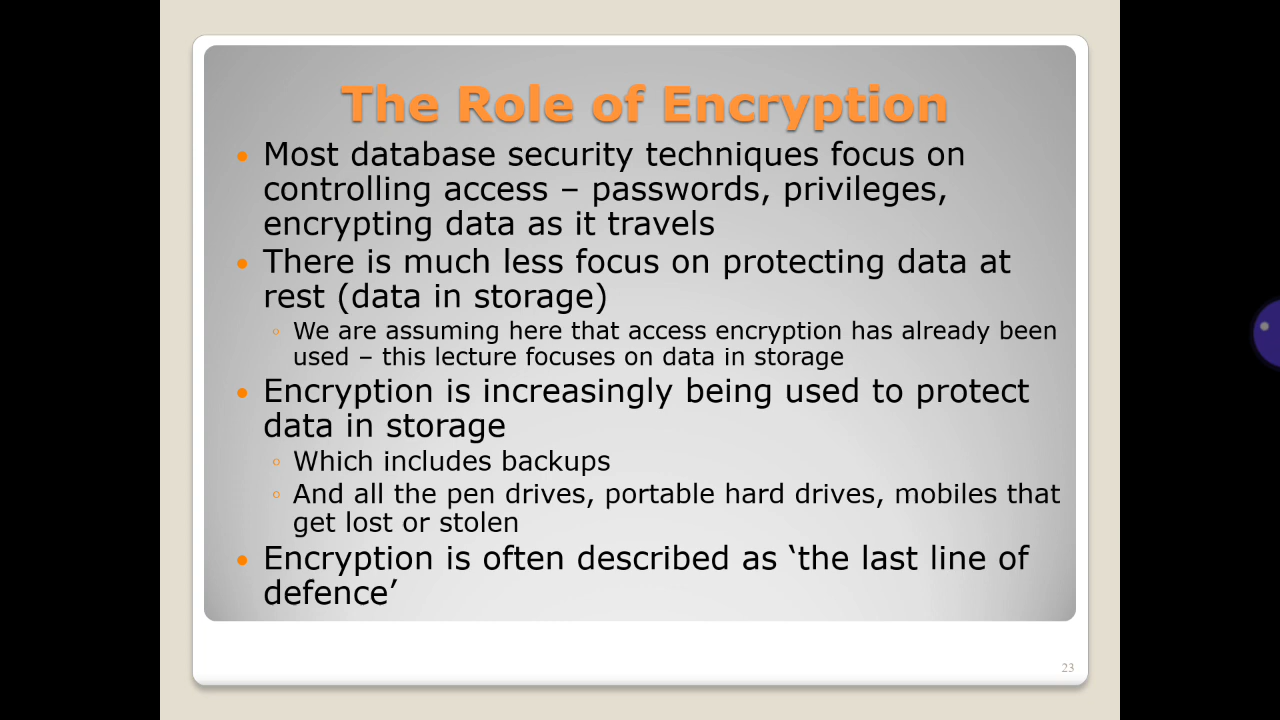 The Role of Encryption
• Most database security techniques focus on
controlling access – passwords, privileges,
encrypting data as it travels
• There is much less focus on protecting data at
rest (data in storage)
◦ We are assuming here that access encryption has already been
used – this lecture focuses on data in storage
• Encryption is increasingly being used to protect
data in storage
◦ Which includes backups
◦ And all the pen drives, portable hard drives, mobiles that
get lost or stolen
• Encryption is often described as ‘the last line of
defence’
23